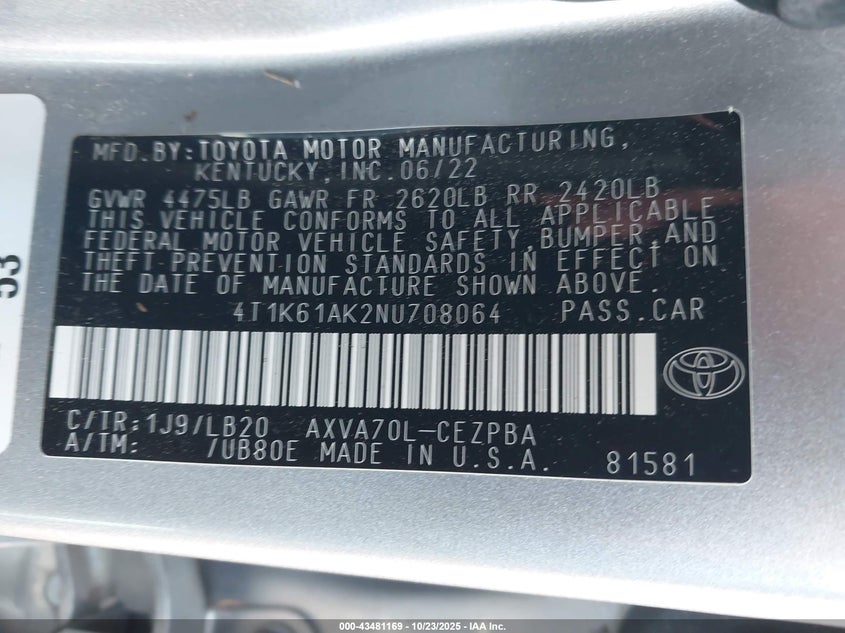 53
MFD.BY:TOYOTA MOTOR MANUFACTURING,
KENTUCKY,INC.06/22
GVWR 4475LB GAWR FR 2620LB RR 2420LB
THIS VEHICLE CONFORMS TO ALL APPLICABLE
FEDERAL MOTOR VEHICLE SAFETY,BUMPER,AND
THEFT PREVENTION STANDARDS IN EFFECT ON
THE DATE OF MANUFACTURE SHOWN ABOVE.
4T1K61AK2NU708064 PASS.CAR
C/TR:1J9/LB20 AXVA70L-CEZPBA
A/TM: /UB80E MADE IN U.S.A. 81581
000-43481169 - 10/23/2025 - IAA Inc.